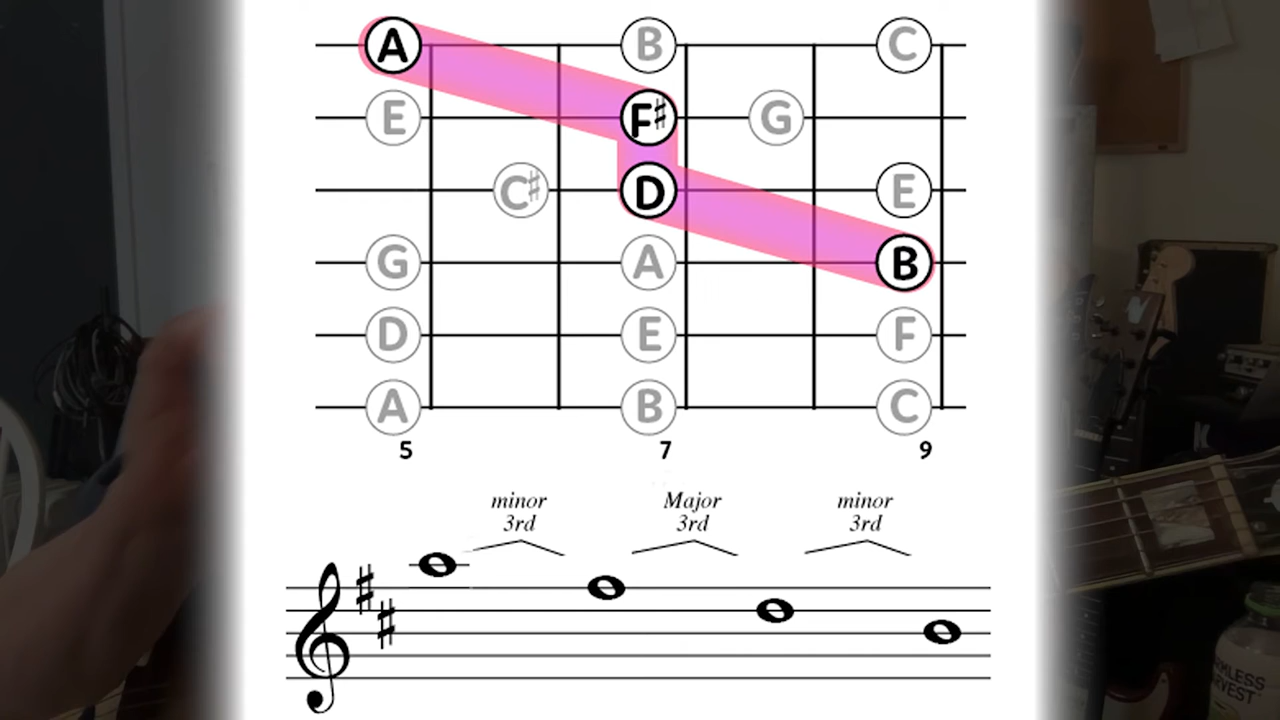 A B C
E F♯ G
C♯ D E
G A B
D E F
A B C
5 7 9
minor Major minor
3rd 3rd 3rd